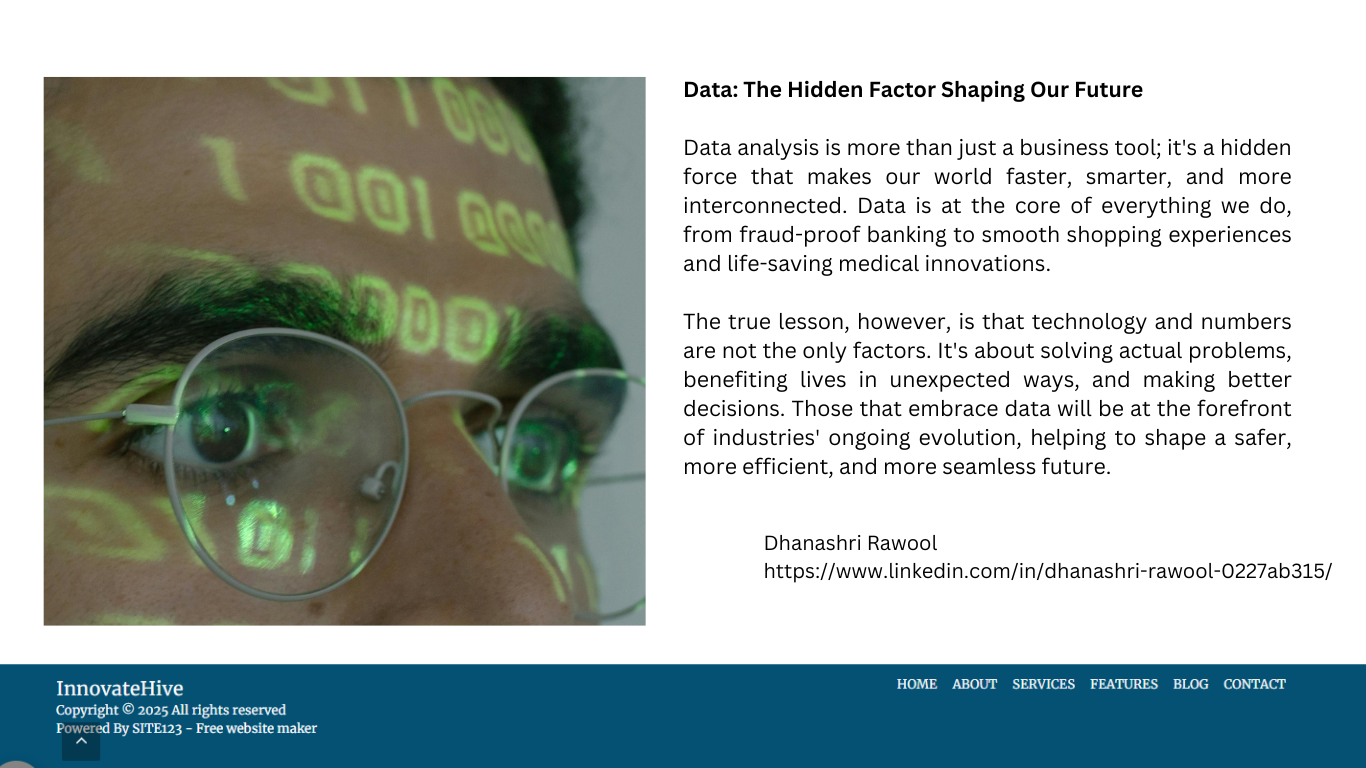 Data: The Hidden Factor Shaping Our Future
Data analysis is more than just a business tool; it's a hidden
force that makes our world faster, smarter, and more
interconnected. Data is at the core of everything we do,
from fraud-proof banking to smooth shopping experiences
and life-saving medical innovations.
The true lesson, however, is that technology and numbers
are not the only factors. It's about solving actual problems,
benefiting lives in unexpected ways, and making better
decisions. Those that embrace data will be at the forefront
of industries' ongoing evolution, helping to shape a safer,
more efficient, and more seamless future.
Dhanashri Rawool
https://www.linkedin.com/in/dhanashri-rawool-0227ab315/
InnovateHive
Copyright © 2025 All rights reserved
Powered By SITE123 - Free website maker
HOME ABOUT SERVICES FEATURES BLOG CONTACT